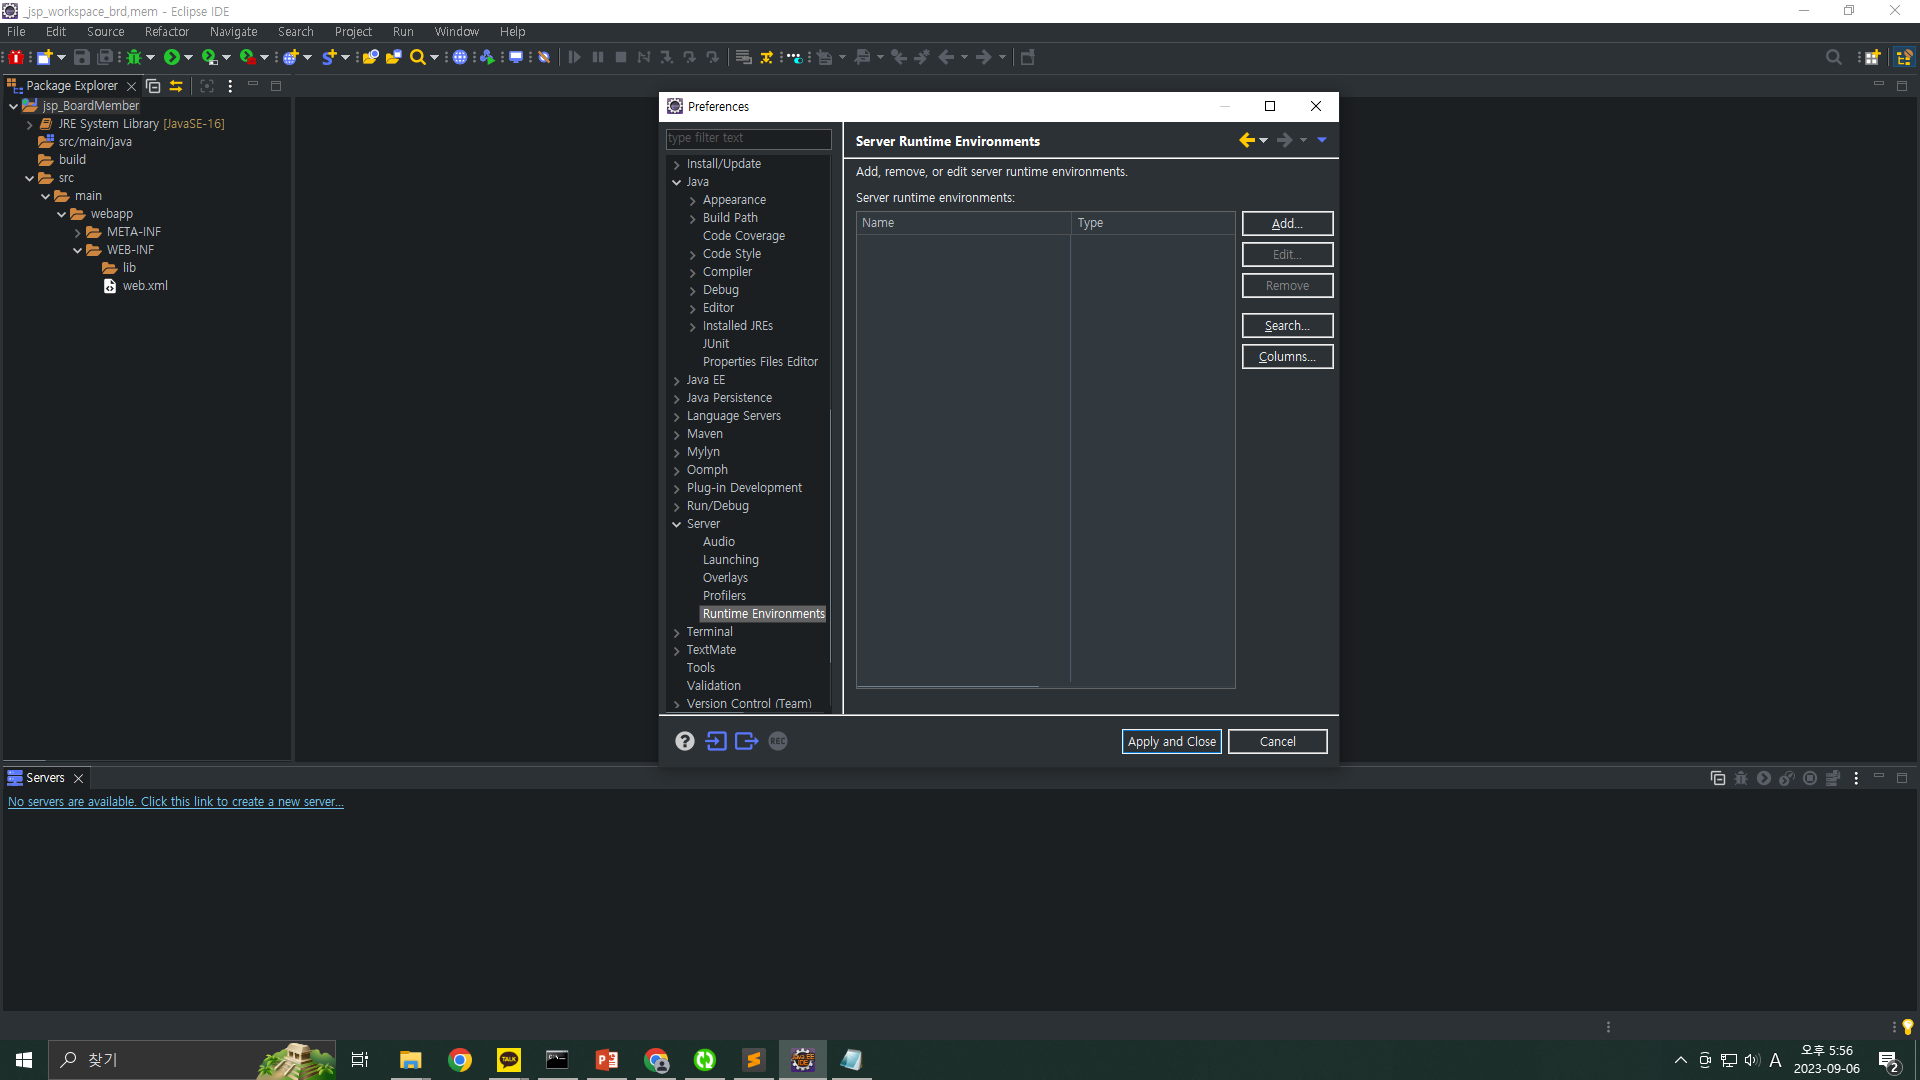 _jsp_workspace_brd,mem - Eclipse IDE
File Edit Source Refactor Navigate Search Project Run Window Help
Package Explorer
jsp_BoardMember
JRE System Library [JavaSE-16]
src/main/java
build
src
main
webapp
META-INF
WEB-INF
lib
web.xml
Preferences
type filter text
Install/Update
Java
Appearance
Build Path
Code Coverage
Code Style
Compiler
Debug
Editor
Installed JREs
JUnit
Properties Files Editor
Java EE
Java Persistence
Language Servers
Maven
Mylyn
Oomph
Plug-in Development
Run/Debug
Server
Audio
Launching
Overlays
Profilers
Runtime Environments
Terminal
TextMate
Tools
Validation
Version Control (Team)
Server Runtime Environments
Add, remove, or edit server runtime environments.
Server runtime environments:
Name Type
Add...
Edit...
Remove
Search...
Columns...
REC
Apply and Close Cancel
Servers
No servers are available. Click this link to create a new server...
찾기
TALK
A
오후 5:56
2023-09-06
2